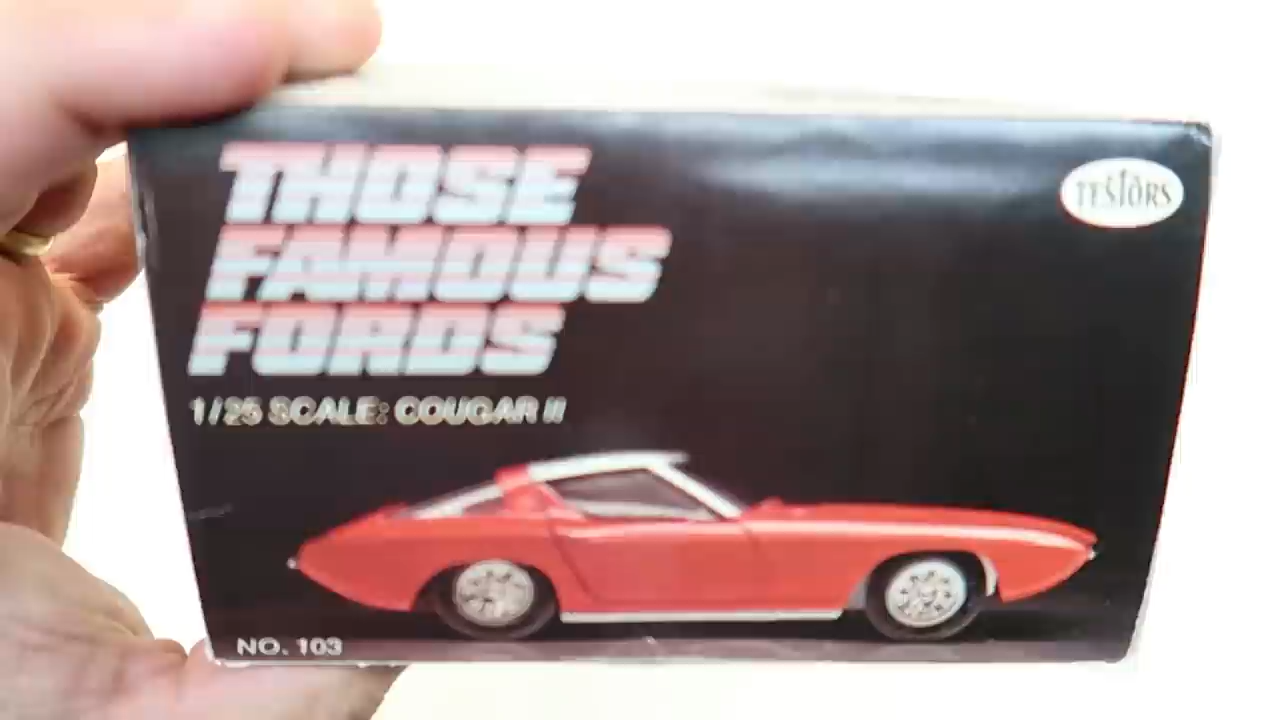 THOSE
FAMOUS
FORDS
TESTORS
1/25 SCALE: COUGAR II
NO. 103